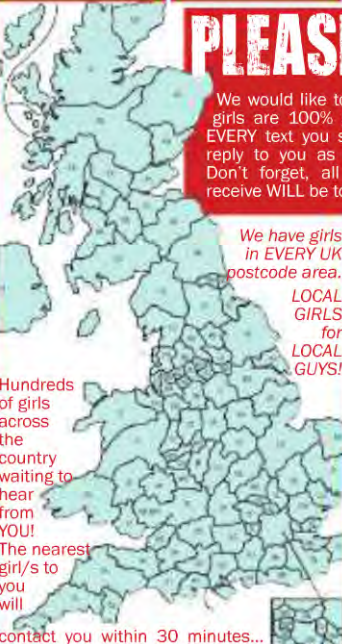 PLEAS
We would like to
girls are 100%
EVERY text you s
reply to you as
Don't forget, all
receive WILL be to
We have girls
in EVERY UK
postcode area.
LOCAL
GIRLS
for
LOCAL
GUYS!
Hundreds
of girls
across
the
country
waiting to
hear
from
YOU!
The nearest
girl/s to
you
will
contact you within 30 minutes...